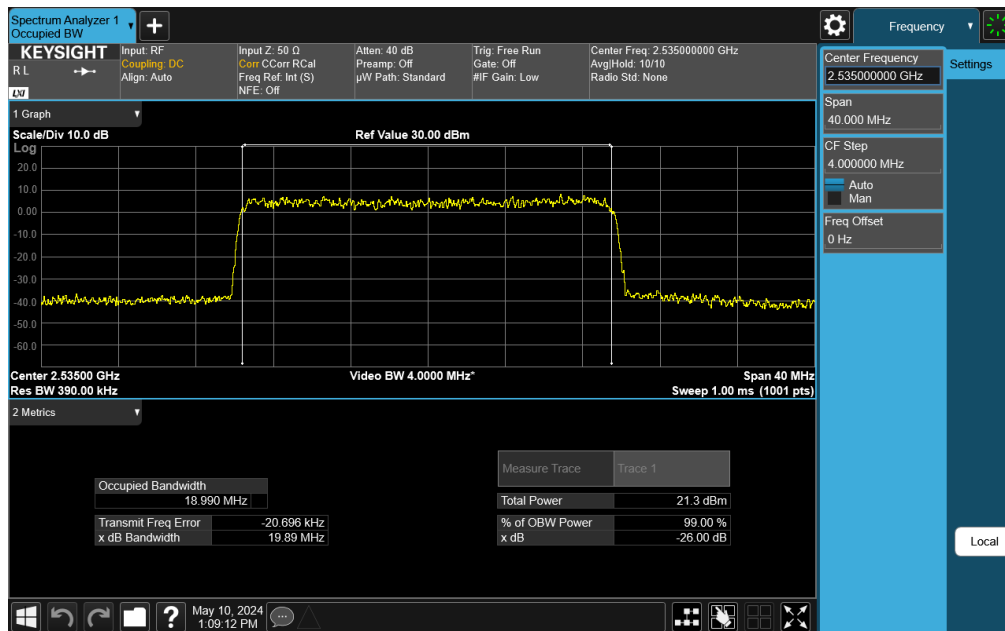 Spectrum Analyzer 1
Occupied BW
KEYSIGHT
R L
LXI
Input: RF
Coupling: DC
Align: Auto
Input Z: 50 Ω
Corr CCorr RCal
Freq Ref: Int (S)
NFE: Off
Atten: 40 dB
Preamp: Off
µW Path: Standard
Trig: Free Run
Gate: Off
#IF Gain: Low
Center Freq: 2.535000000 GHz
Avg|Hold: 10/10
Radio Std: None
Frequency
Settings
Center Frequency
2.535000000 GHz
Span
40.000 MHz
CF Step
4.000000 MHz
Auto
Man
Freq Offset
0 Hz
Local
1 Graph
Scale/Div 10.0 dB
Ref Value 30.00 dBm
Log
20.0
10.0
0.00
-10.0
-20.0
-30.0
-40.0
-50.0
-60.0
Center 2.53500 GHz
Video BW 4.0000 MHz*
Span 40 MHz
Res BW 390.00 kHz
Sweep 1.00 ms (1001 pts)
2 Metrics
Measure Trace Trace 1
Occupied Bandwidth
18.990 MHz
Total Power 21.3 dBm
Transmit Freq Error -20.696 kHz
% of OBW Power 99.00 %
x dB Bandwidth 19.89 MHz
x dB -26.00 dB
?
May 10, 2024
1:09:12 PM